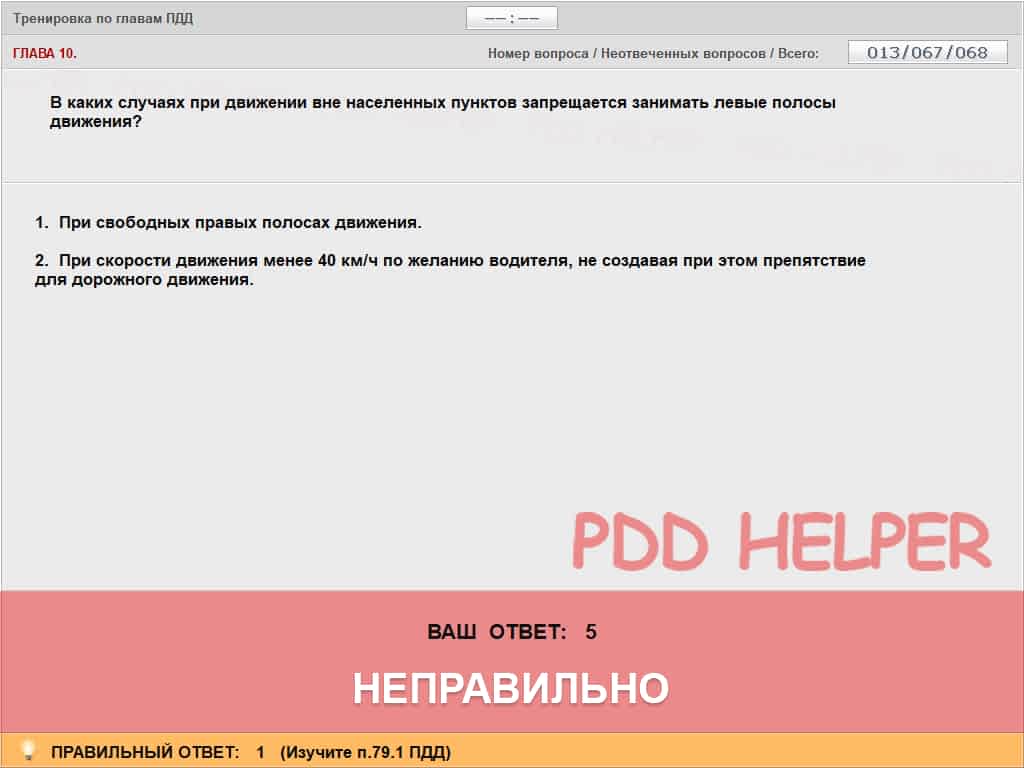 Тренировка по главам ПДД
—— : ——
ГЛАВА 10.
Номер вопроса / Неотвеченных вопросов / Всего:
013/067/068
В каких случаях при движении вне населенных пунктов запрещается занимать левые полосы
движения?
1. При свободных правых полосах движения.
2. При скорости движения менее 40 км/ч по желанию водителя, не создавая при этом препятствие
для дорожного движения.
PDD HELPER
ВАШ ОТВЕТ: 5
НЕПРАВИЛЬНО
ПРАВИЛЬНЫЙ ОТВЕТ: 1 (Изучите п.79.1 ПДД)